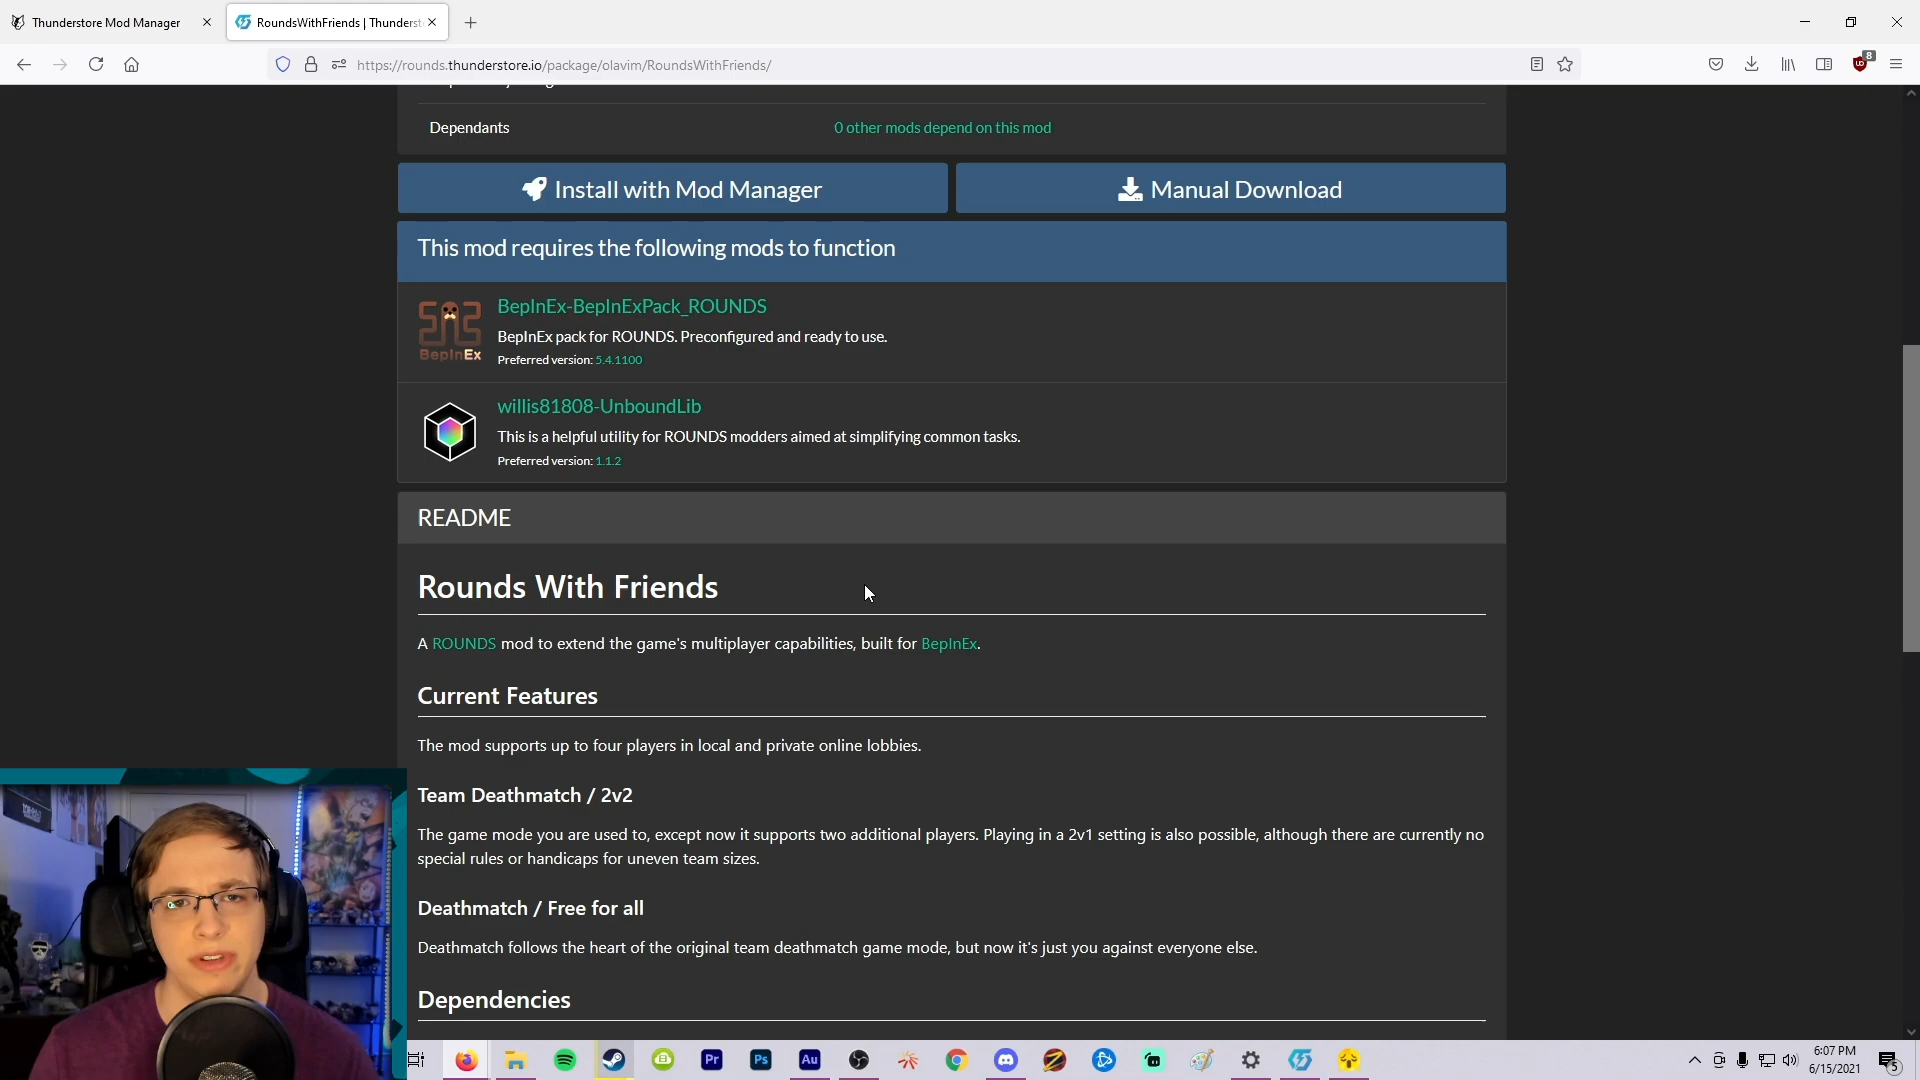 Thunderstore Mod Manager
RoundsWithFriends | Thunderst
https://rounds.thunderstore.io/package/olavim/RoundsWithFriends/
8
Dependants
0 other mods depend on this mod
Install with Mod Manager
Manual Download
This mod requires the following mods to function
BepInEx
BepInEx-BepInExPack_ROUNDS
BepInEx pack for ROUNDS. Preconfigured and ready to use.
Preferred version: 5.4.1100
willis81808-UnboundLib
This is a helpful utility for ROUNDS modders aimed at simplifying common tasks.
Preferred version: 1.1.2
README
Rounds With Friends
A ROUNDS mod to extend the game's multiplayer capabilities, built for BepInEx.
Current Features
The mod supports up to four players in local and private online lobbies.
Team Deathmatch / 2v2
The game mode you are used to, except now it supports two additional players. Playing in a 2v1 setting is also possible, although there are currently no
special rules or handicaps for uneven team sizes.
Deathmatch / Free for all
Deathmatch follows the heart of the original team deathmatch game mode, but now it's just you against everyone else.
Dependencies
Pr
Ps
Au
6:07 PM
6/15/2021
5